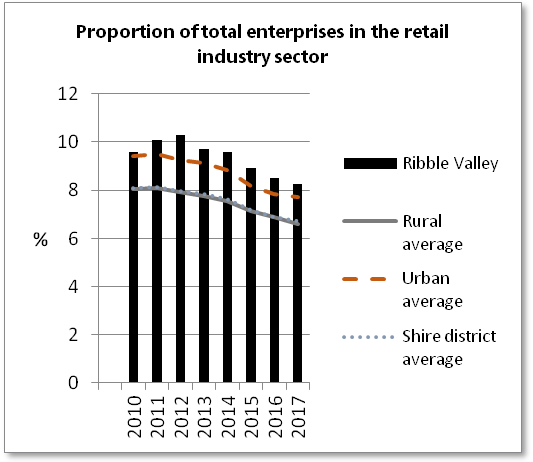 Proportion of total enterprises in the retail
industry sector
12
10
8
6
4
2
0
%
2010
2011
2012
2013
2014
2015
2016
2017
Ribble Valley
Rural
average
Urban
average
Shire district
average